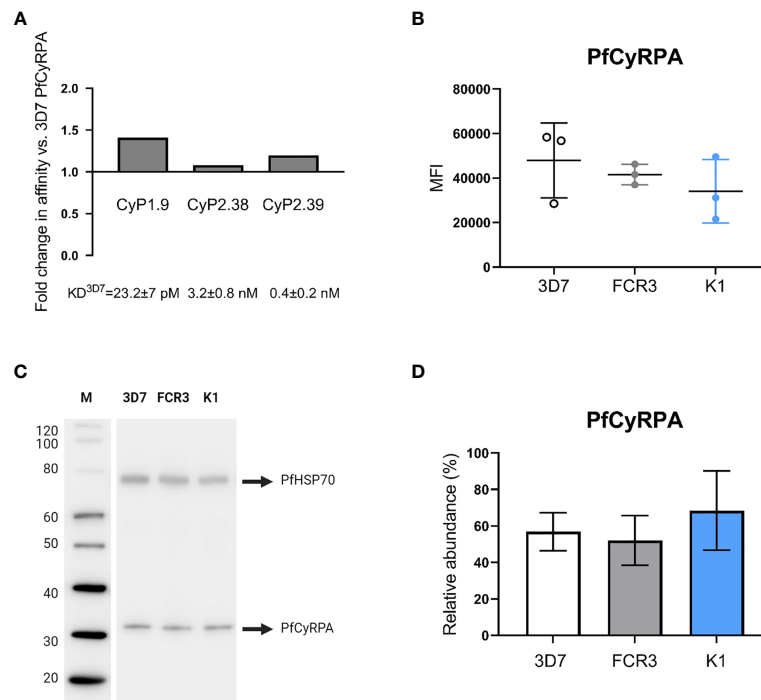 A
Fold change in affinity vs. 3D7 PfCyRPA
2.0
1.5
1.0
0.5
0.0
CyP1.9 CyP2.38 CyP2.39
KD3D7=23.2±7 pM 3.2±0.8 nM 0.4±0.2 nM
B
PfCyRPA
MFI
80000
60000
40000
20000
0
3D7 FCR3 K1
C
M 3D7 FCR3 K1
120
100
80
60
50
40
30
20
PfHSP70
PfCyRPA
D
PfCyRPA
Relative abundance (%)
100
80
60
40
20
0
3D7 FCR3 K1